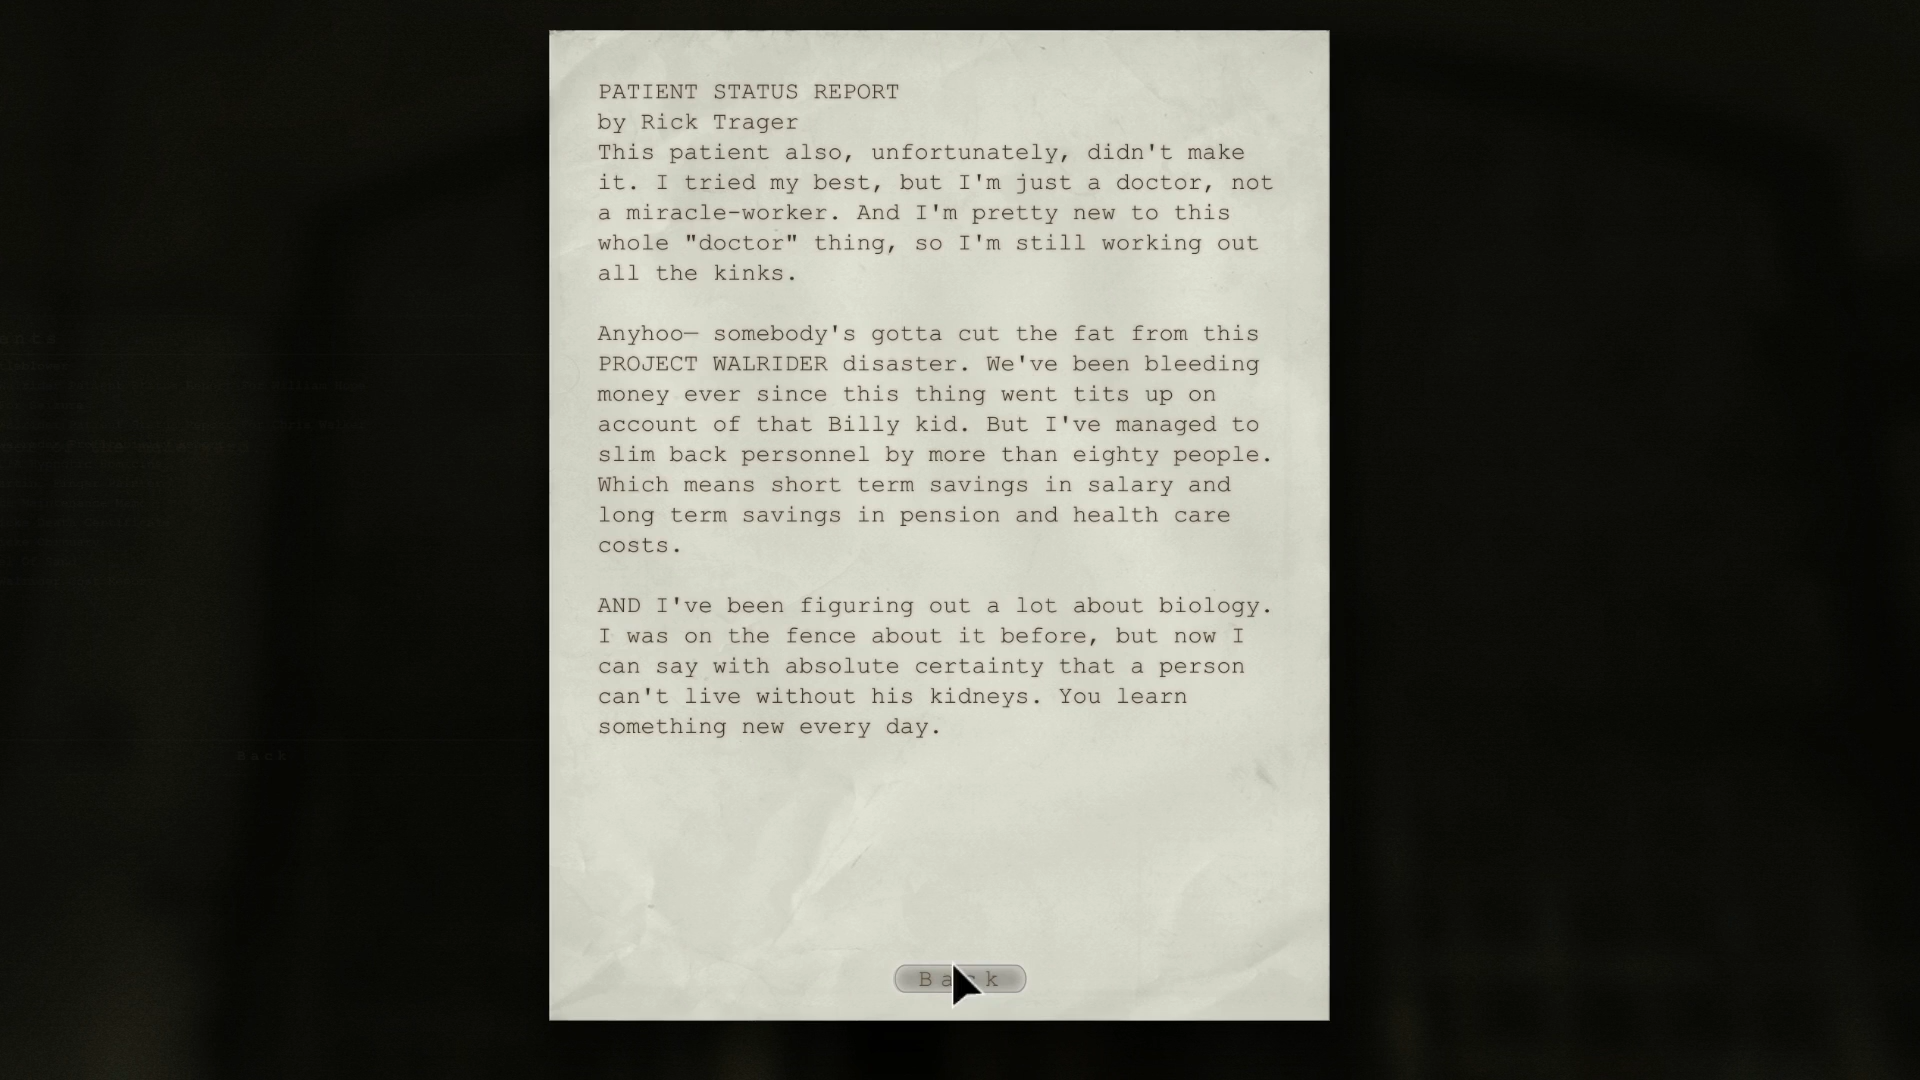 PATIENT STATUS REPORT
by Rick Trager
This patient also, unfortunately, didn't make
it. I tried my best, but I'm just a doctor, not
a miracle-worker. And I'm pretty new to this
whole "doctor" thing, so I'm still working out
all the kinks.
Anyhoo— somebody's gotta cut the fat from this
PROJECT WALRIDER disaster. We've been bleeding
money ever since this thing went tits up on
account of that Billy kid. But I've managed to
slim back personnel by more than eighty people.
Which means short term savings in salary and
long term savings in pension and health care
costs.
AND I've been figuring out a lot about biology.
I was on the fence about it before, but now I
can say with absolute certainty that a person
can't live without his kidneys. You learn
something new every day.
Back
Back